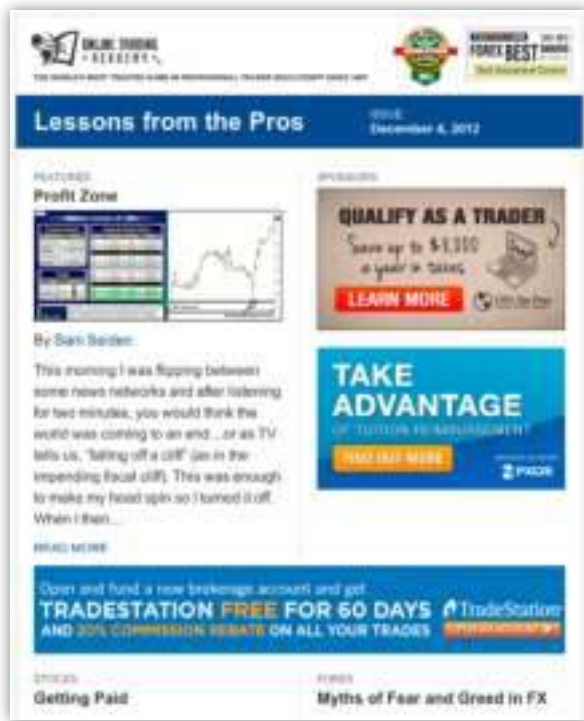 ONLINE TRADING
ACADEMY
Lessons from the Pros
ISSUE
December 4, 2012
FEATURED
Profit Zone
By Sam Seiden
This morning I was flipping between
some news networks and after listening
for two minutes, you would think the
world was coming to an end...or as TV
tells us, "falling off a cliff" (as in the
impending fiscal cliff). This was enough
to make my head spin so I turned it off.
When I then...
READ MORE
SPONSORS
QUALIFY AS A TRADER
Save up to
a year in taxes
LEARN MORE
TAKE
ADVANTAGE
OF TUITION REIMBURSEMENT
FIND OUT MORE
Open and fund a new brokerage account and get
TRADESTATION FREE FOR 60 DAYS
AND 20% COMMISSION REBATE ON ALL YOUR TRADES
TradeStation
STOCKS
Getting Paid
FOREX
Myths of Fear and Greed in FX